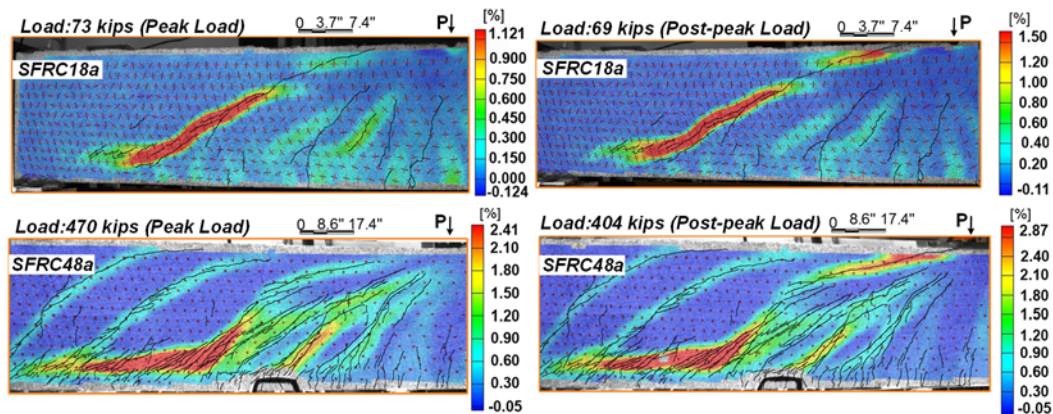 Load:73 kips (Peak Load)
0 3.7" 7.4"
P
[%]
SFRC18a
1.121
0.900
0.750
0.600
0.450
0.300
0.150
0.000
-0.124
Load:69 kips (Post-peak Load)
0 3.7" 7.4"
P
[%]
SFRC18a
1.50
1.20
1.00
0.80
0.60
0.40
0.20
-0.11
Load:470 kips (Peak Load)
0 8.6" 17.4"
P
[%]
SFRC48a
2.41
2.10
1.80
1.50
1.20
0.90
0.60
0.30
-0.05
Load:404 kips (Post-peak Load)
0 8.6" 17.4"
P
[%]
SFRC48a
2.87
2.40
2.10
1.80
1.50
1.20
0.90
0.60
0.30
-0.05